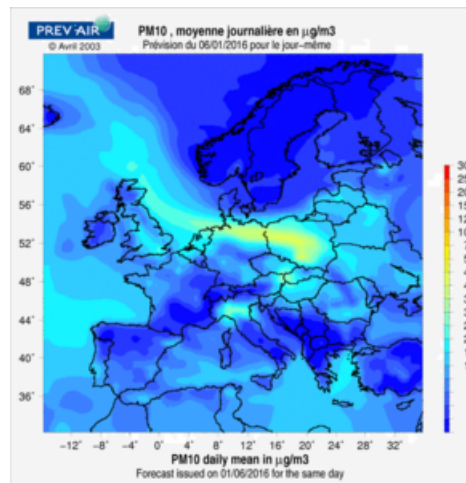 PREV'AIR
© Avril 2003
PM10 , moyenne journalière en µg/m3
Prévision du 06/01/2016 pour le jour-même
68°
64°
60°
56°
52°
48°
44°
40°
36°
−12° −8° −4° 0° 4° 8° 12° 16° 20° 24° 28° 32°
PM10 daily mean in µg/m3
Forecast issued on 01/06/2016 for the same day